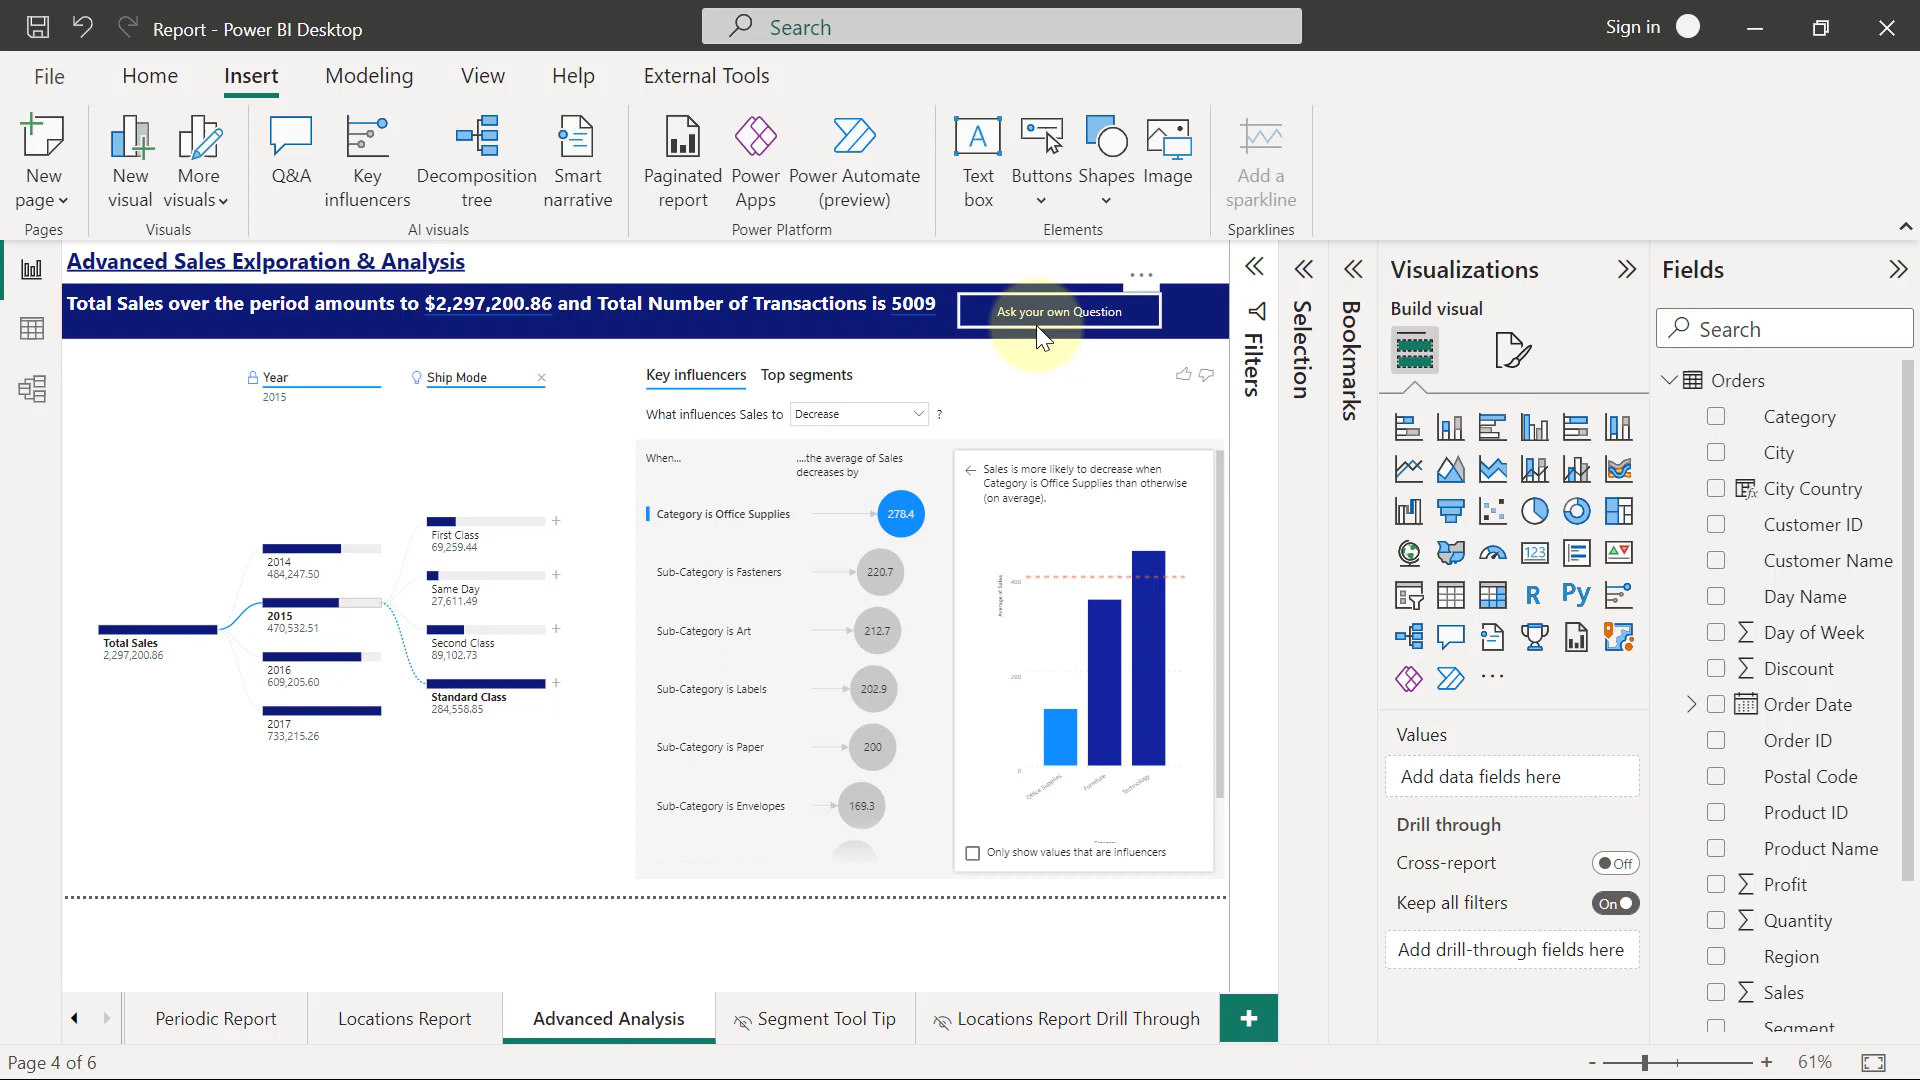 Report - Power BI Desktop
Search
Sign in
File
Home
Insert
Modeling
View
Help
External Tools
New page
New visual
More visuals
Q&A
Key influencers
Decomposition tree
Smart narrative
Paginated report
Power Apps
Power Automate (preview)
Text box
Buttons
Shapes
Image
Add a sparkline
Pages
Visuals
AI visuals
Power Platform
Elements
Sparklines
Advanced Sales Exlporation & Analysis
Total Sales over the period amounts to $2,297,200.86 and Total Number of Transactions is 5009
Ask your own Question
Year
2015
Ship Mode
Total Sales
2,297,200.86
2014
484,247.50
2015
470,532.51
2016
609,205.60
2017
733,215.26
First Class
69,259.44
Same Day
27,611.49
Second Class
89,102.73
Standard Class
284,558.85
Key influencers
Top segments
What influences Sales to
Decrease
?
When...
....the average of Sales
decreases by
Category is Office Supplies
278.4
Sub-Category is Fasteners
220.7
Sub-Category is Art
212.7
Sub-Category is Labels
202.9
Sub-Category is Paper
200
Sub-Category is Envelopes
169.3
Sales is more likely to decrease when
Category is Office Supplies than otherwise
(on average).
Average of Sales
400
200
0
Office Supplies
Furniture
Technology
Only show values that are influencers
Filters
Selection
Bookmarks
Visualizations
Build visual
123
R
Py
Values
Add data fields here
Drill through
Cross-report
Off
Keep all filters
On
Add drill-through fields here
Fields
Search
Orders
Category
City
City Country
Customer ID
Customer Name
Day Name
Day of Week
Discount
Order Date
Order ID
Postal Code
Product ID
Product Name
Profit
Quantity
Region
Sales
Segment
Periodic Report
Locations Report
Advanced Analysis
Segment Tool Tip
Locations Report Drill Through
Page 4 of 6
61%